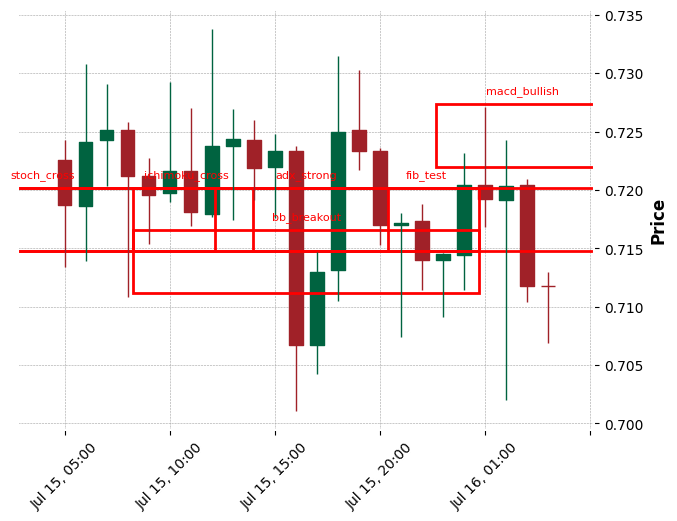 0.735
0.730
macd_bullish
0.725
stoch_cross
ichimoku_cross
adx_strong
fib_test
0.720
bb_breakout
0.715
0.710
0.705
0.700
Price
Jul 15, 05:00
Jul 15, 10:00
Jul 15, 15:00
Jul 15, 20:00
Jul 16, 01:00